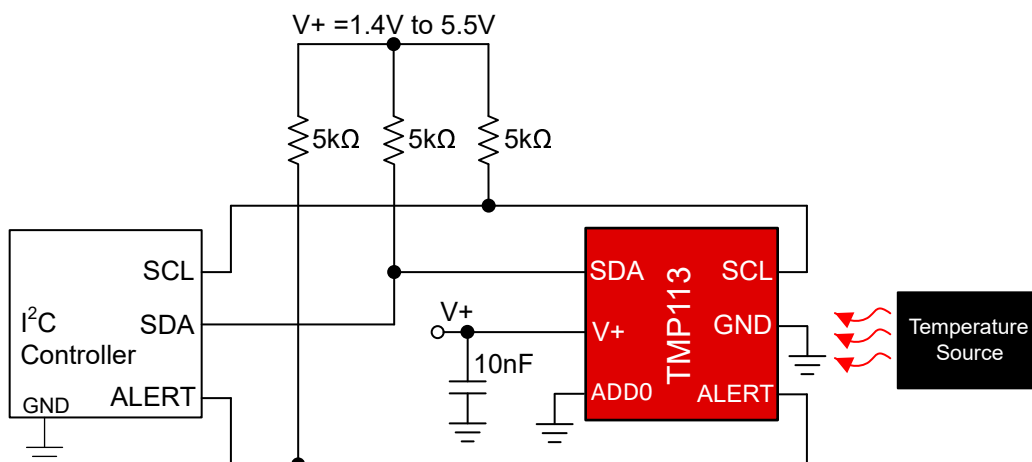 V+ =1.4V to 5.5V
5kΩ
5kΩ
5kΩ
SCL
SDA
I²C
Controller
ALERT
GND
V+
10nF
SDA
V+
ADD0
TMP113
SCL
GND
ALERT
Temperature
Source